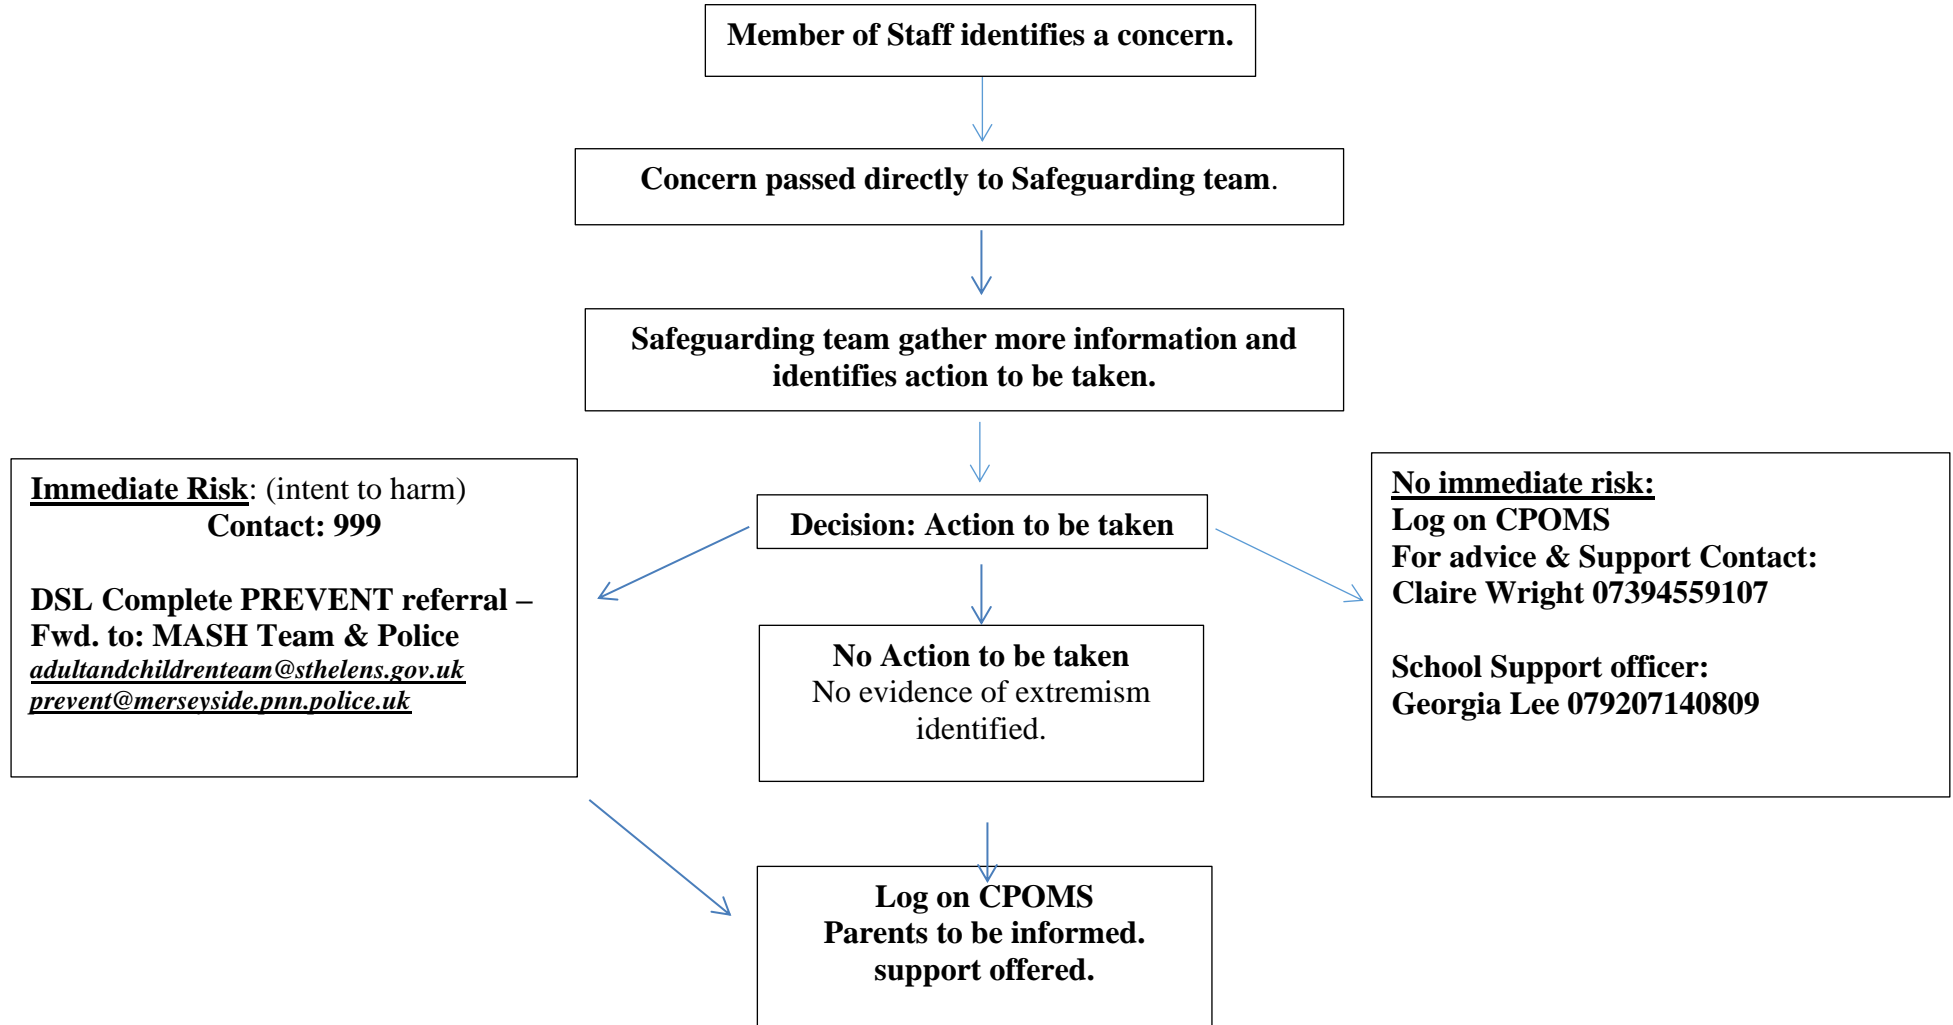 Member of Staff identifies a concern.
Concern passed directly to Safeguarding team.
Safeguarding team gather more information and
identifies action to be taken.
Immediate Risk: (intent to harm)
Contact: 999
DSL Complete PREVENT referral –
Fwd. to: MASH Team & Police
adultandchildrenteam@sthelens.gov.uk
prevent@merseyside.pnn.police.uk
Decision: Action to be taken
No immediate risk:
Log on CPOMS
For advice & Support Contact:
Claire Wright 07394559107
School Support officer:
Georgia Lee 079207140809
No Action to be taken
No evidence of extremism
identified.
Log on CPOMS
Parents to be informed.
support offered.